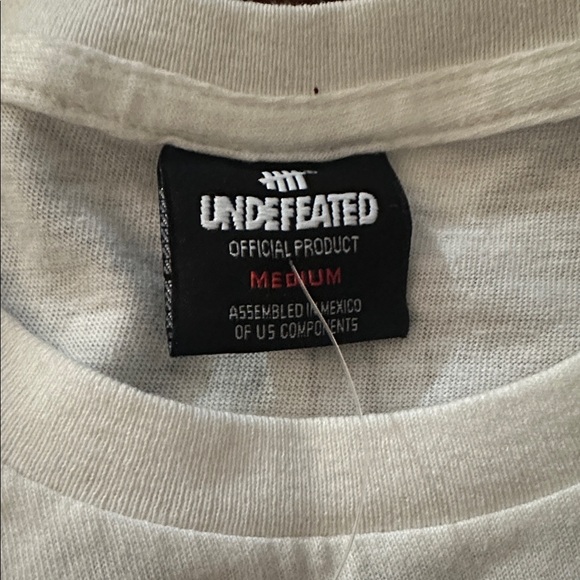 UNDEFEATED
OFFICIAL PRODUCT
MEDIUM
ASSEMBLED IN MEXICO
OF US COMPONENTS